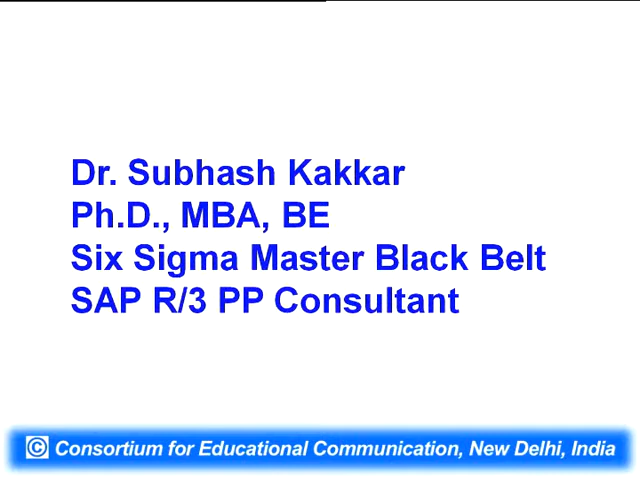 Dr. Subhash Kakkar
Ph.D., MBA, BE
Six Sigma Master Black Belt
SAP R/3 PP Consultant
© Consortium for Educational Communication, New Delhi, India